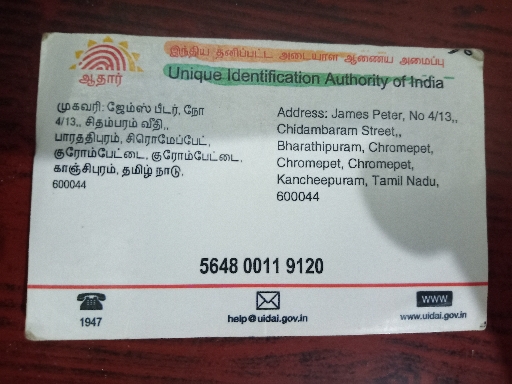 இந்திய தனிப்பட்ட அடையாள ஆணைய அமைப்பு
ஆதார்
Unique Identification Authority of India
முகவரி: ஜேம்ஸ் பீடர், நோ
4/13,, சிதம்பரம் வீதி,,
பாரததிபுரம், சிரொமேப்பேட்,
குரோம்பேட்டை, குரோம்பேட்டை,
காஞ்சிபுரம், தமிழ் நாடு,
600044
Address: James Peter, No 4/13,,
Chidambaram Street,,
Bharathipuram, Chromepet,
Chromepet, Chromepet,
Kancheepuram, Tamil Nadu,
600044
5648 0011 9120
1947
help@uidai.gov.in
WWW
www.uidai.gov.in